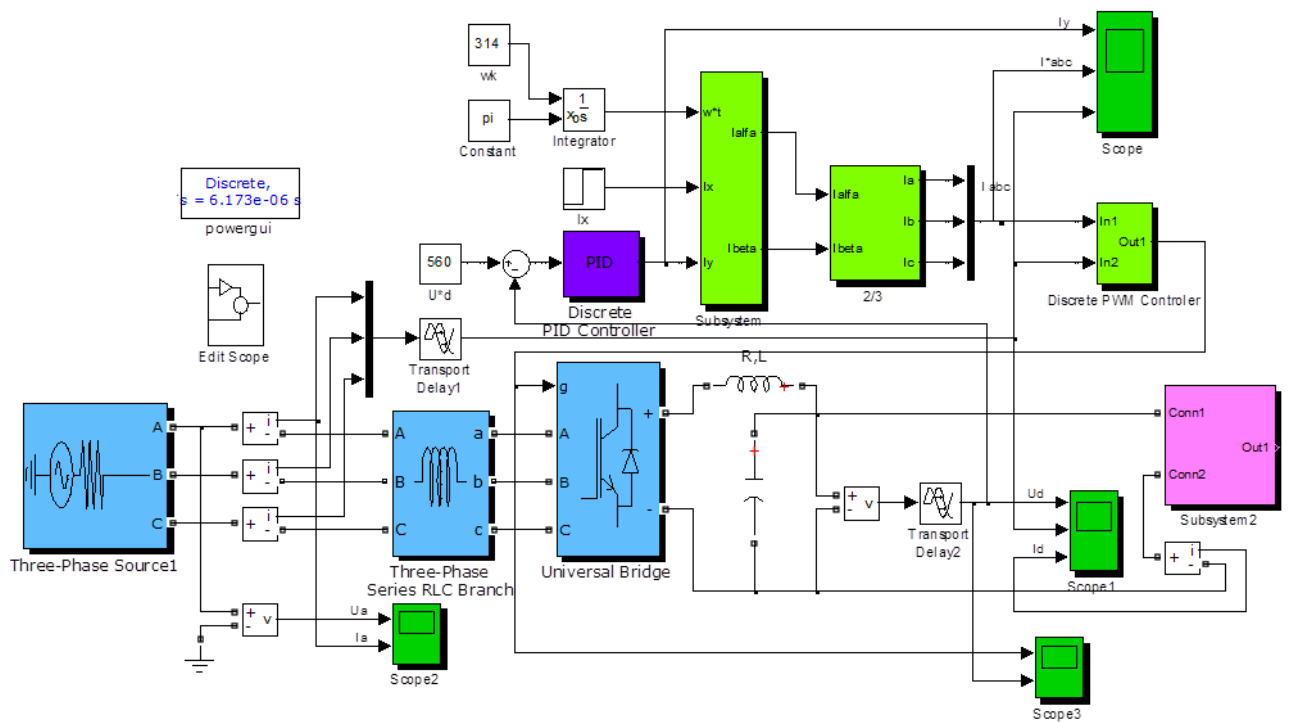 314
wk
pi
Constant
1
s
xo
Integrator
Ix
w*t
Ix
Iy
Ialfa
Ibeta
Subsystem
Ialfa
Ibeta
Ia
Ib
Ic
2/3
I abc
Iy
I*abc
Scope
In1
In2
Out1
Discrete PWM Controler
Discrete,
s = 6.173e-06 s
powergui
560
U*d
PID
Discrete
PID Controller
Edit Scope
Transport
Delay1
R,L
A
B
C
Three-Phase Source1
+
i
-
+
i
-
+
i
-
A
B
C
a
b
c
Three-Phase
Series RLC Branch
g
A
B
C
+
-
Universal Bridge
+
+
+
-
v
Transport
Delay2
Ud
Id
Scope1
Conn1
Conn2
Out1
Subsystem2
+
i
-
+
-
v
Ua
Ia
Scope2
Scope3